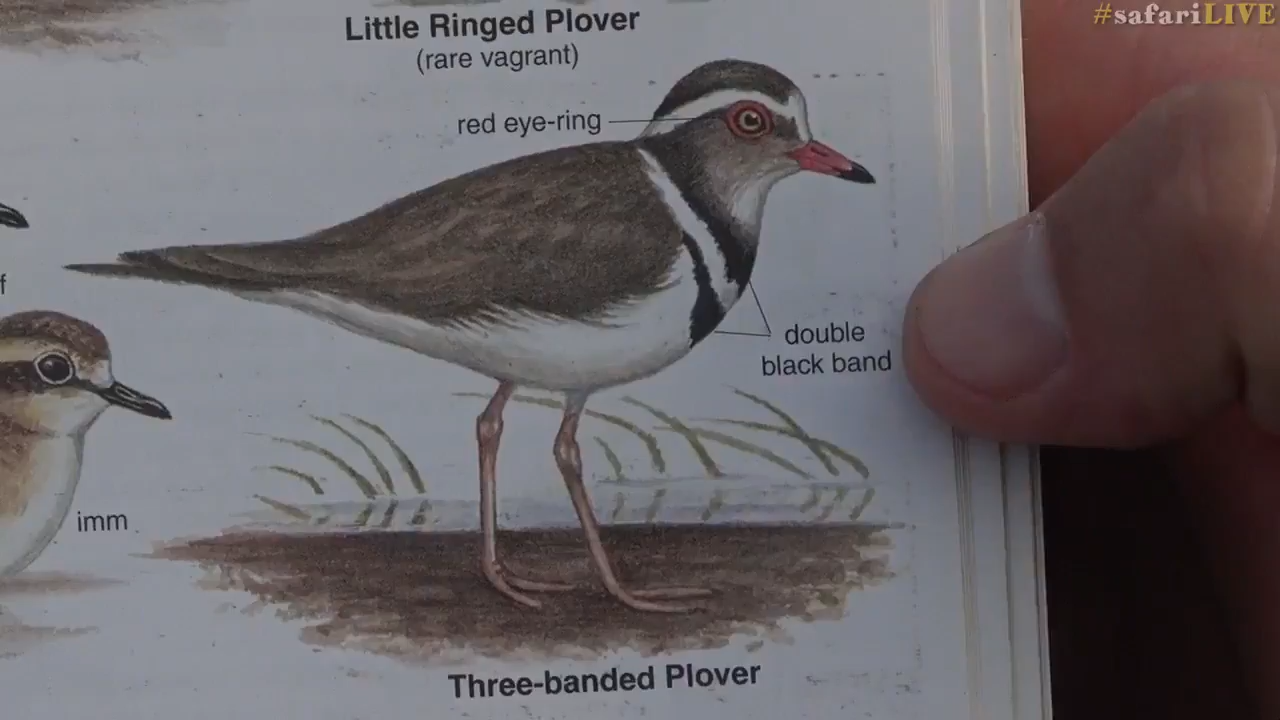 #safariLIVE
Little Ringed Plover
(rare vagrant)
red eye-ring
f
double
black band
imm
Three-banded Plover